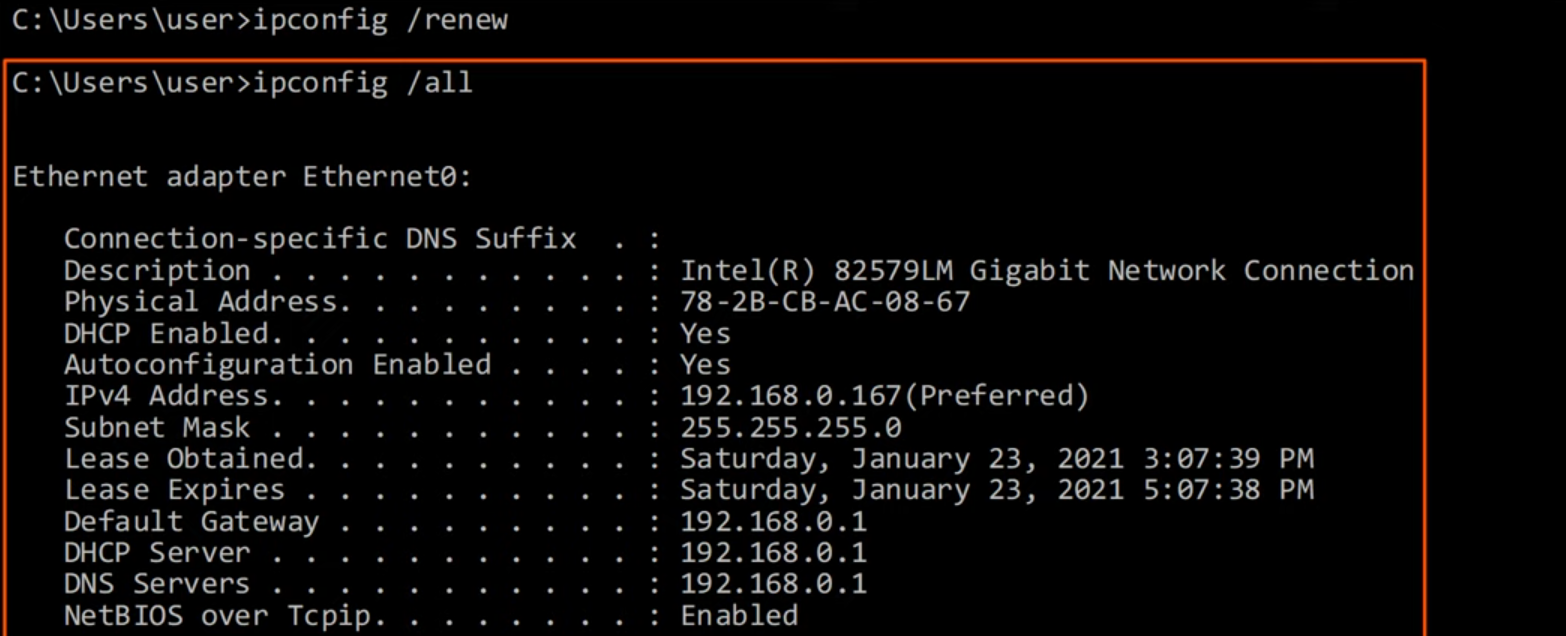 C:\Users\user>ipconfig /renew
C:\Users\user>ipconfig /all
Ethernet adapter Ethernet0:
Connection-specific DNS Suffix  . :
Description . . . . . . . . . . . : Intel(R) 82579LM Gigabit Network Connection
Physical Address. . . . . . . . . : 78-2B-CB-AC-08-67
DHCP Enabled. . . . . . . . . . . : Yes
Autoconfiguration Enabled . . . . : Yes
IPv4 Address. . . . . . . . . . . : 192.168.0.167(Preferred)
Subnet Mask . . . . . . . . . . . : 255.255.255.0
Lease Obtained. . . . . . . . . . : Saturday, January 23, 2021 3:07:39 PM
Lease Expires . . . . . . . . . . : Saturday, January 23, 2021 5:07:38 PM
Default Gateway . . . . . . . . . : 192.168.0.1
DHCP Server . . . . . . . . . . . : 192.168.0.1
DNS Servers . . . . . . . . . . . : 192.168.0.1
NetBIOS over Tcpip. . . . . . . . : Enabled